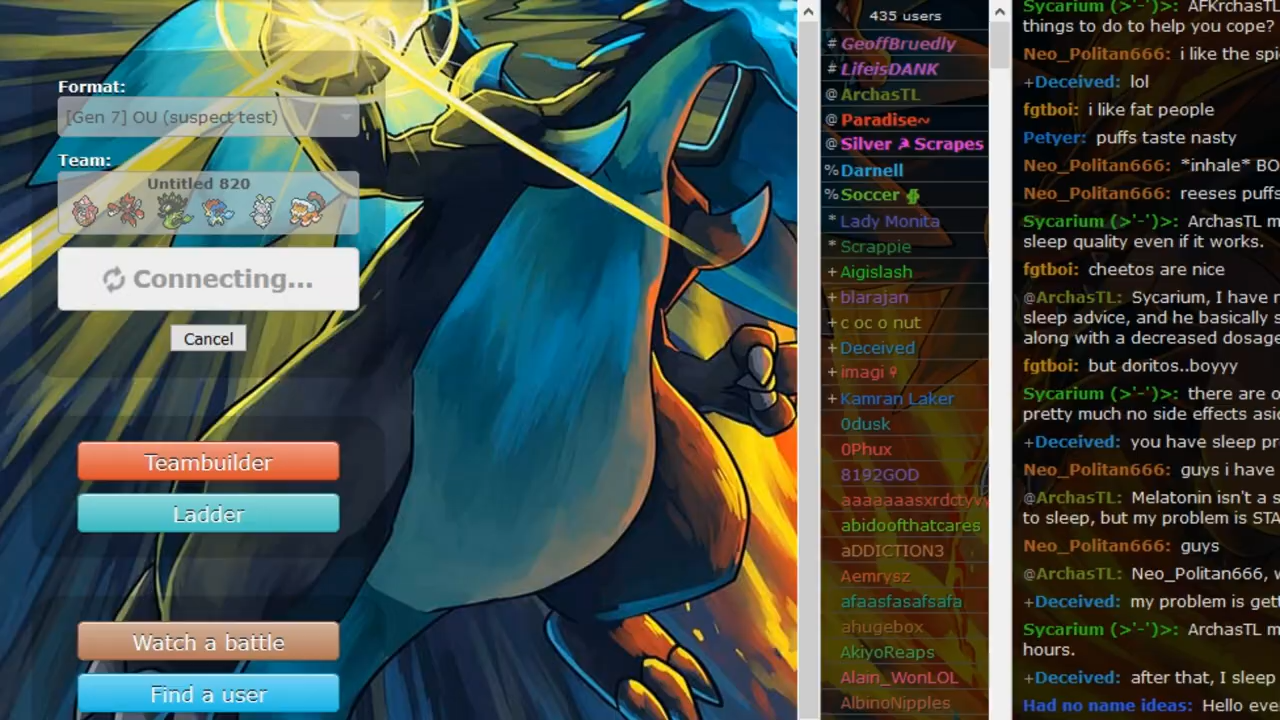 Format:
[Gen 7] OU (suspect test)
Team:
Untitled 820
Connecting...
Cancel
Teambuilder
Ladder
Watch a battle
Find a user
435 users
# GeoffBruedly
# LifeisDANK
@ ArchasTL
@ Paradise~
@ Silver ☭ Scrapes
% Darnell
% Soccer
* Lady Monita
* Scrappie
+ Aigislash
+ blarajan
+ c oc o nut
+ Deceived
+ imagi ♀
+ Kamran Laker
0dusk
0Phux
8192GOD
aaaaaaasxrdctyv
abidoofthatcares
aDDICTION3
Aemrysz
afaasfasafsafa
ahugebox
AkiyoReaps
Alain_WonLOL
AlbinoNipples
Sycarium (>'-')>: AFKrchasTL
things to do to help you cope?
Neo_Politan666: i like the spi
+Deceived: lol
fgtboi: i like fat people
Petyer: puffs taste nasty
Neo_Politan666: *inhale* BO
Neo_Politan666: reeses puffs
Sycarium (>'-')>: ArchasTL m
sleep quality even if it works.
fgtboi: cheetos are nice
@ArchasTL: Sycarium, I have r
sleep advice, and he basically s
along with a decreased dosage
fgtboi: but doritos..boyyy
Sycarium (>'-')>: there are o
pretty much no side effects asid
+Deceived: you have sleep pr
Neo_Politan666: guys i have
@ArchasTL: Melatonin isn't a s
to sleep, but my problem is STA
Neo_Politan666: guys
@ArchasTL: Neo_Politan666, w
+Deceived: my problem is gett
Sycarium (>'-')>: ArchasTL m
hours.
+Deceived: after that, I sleep
Had no name ideas: Hello eve